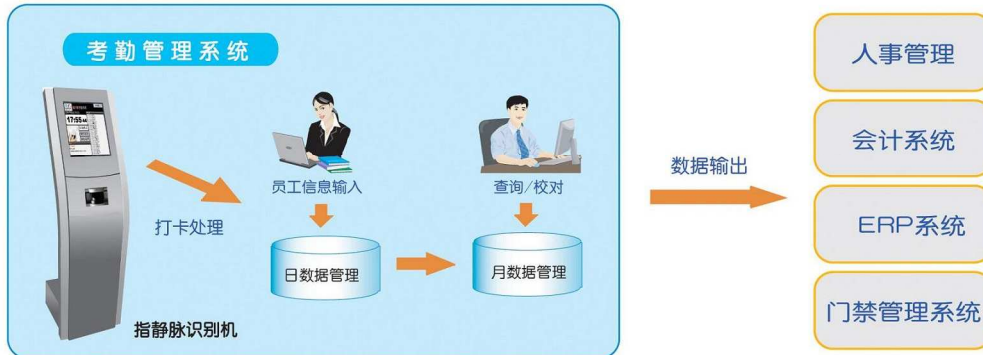 考勤管理系统
17:55
员工信息输入
查询/校对
打卡处理
日数据管理
月数据管理
指静脉识别机
数据输出
人事管理
会计系统
ERP系统
门禁管理系统